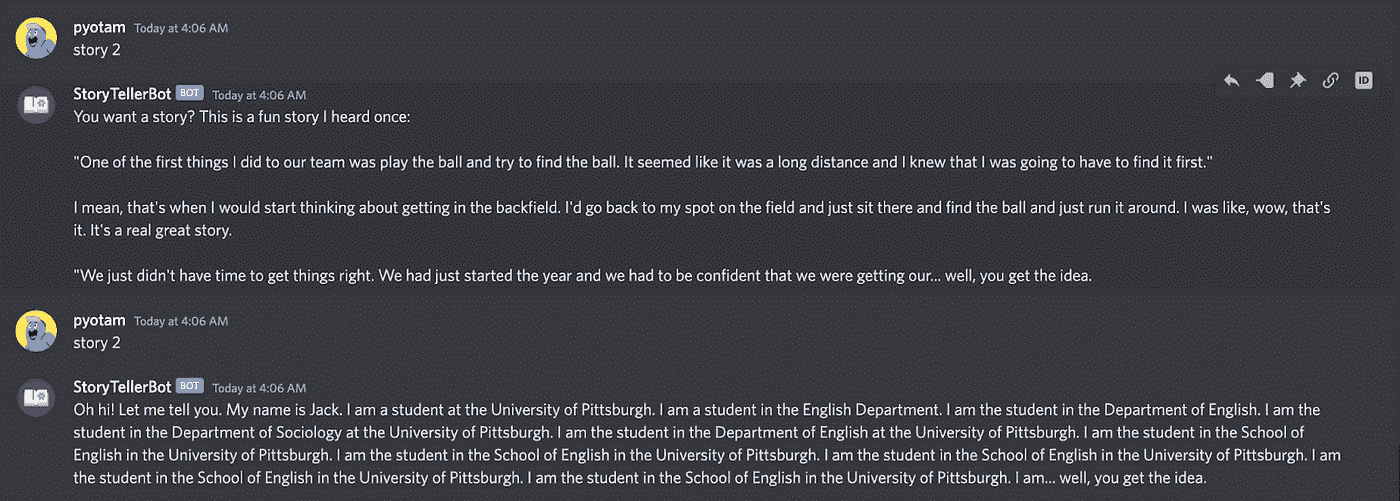 pyotam Today at 4:06 AM
story 2
ID
StoryTellerBot BOT Today at 4:06 AM
You want a story? This is a fun story I heard once:
"One of the first things I did to our team was play the ball and try to find the ball. It seemed like it was a long distance and I knew that I was going to have to find it first."
I mean, that's when I would start thinking about getting in the backfield. I'd go back to my spot on the field and just sit there and find the ball and just run it around. I was like, wow, that's
it. It's a real great story.
"We just didn't have time to get things right. We had just started the year and we had to be confident that we were getting our... well, you get the idea.
pyotam Today at 4:06 AM
story 2
StoryTellerBot BOT Today at 4:06 AM
Oh hi! Let me tell you. My name is Jack. I am a student at the University of Pittsburgh. I am a student in the English Department. I am the student in the Department of English. I am the
student in the Department of Sociology at the University of Pittsburgh. I am the student in the Department of English at the University of Pittsburgh. I am the student in the School of
English in the University of Pittsburgh. I am the student in the School of English in the University of Pittsburgh. I am the student in the School of English in the University of Pittsburgh. I am
the student in the School of English in the University of Pittsburgh. I am the student in the School of English in the University of Pittsburgh. I am... well, you get the idea.